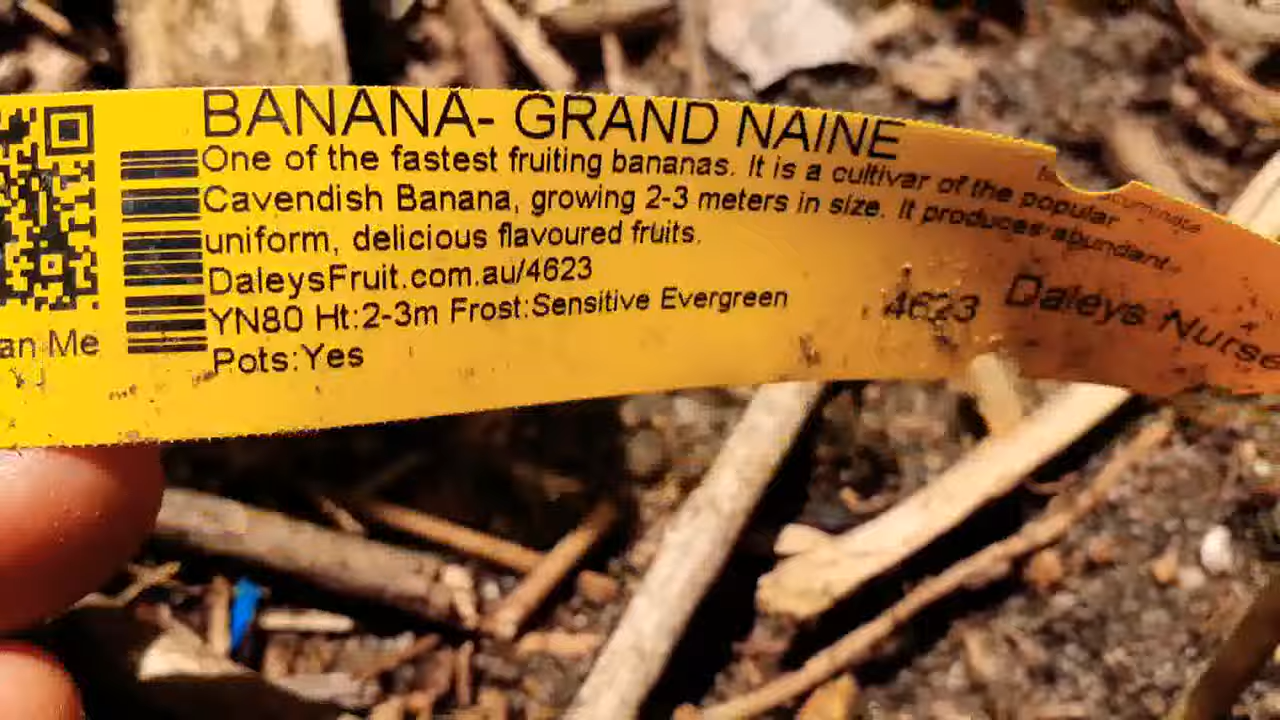 BANANA- GRAND NAINE
One of the fastest fruiting bananas. It is a cultivar of the popular
Cavendish Banana, growing 2-3 meters in size. It produces abundant
uniform, delicious flavoured fruits.
DaleysFruit.com.au/4623
YN80 Ht:2-3m Frost:Sensitive Evergreen
Pots:Yes
4623 Daleys Nurse
an Me